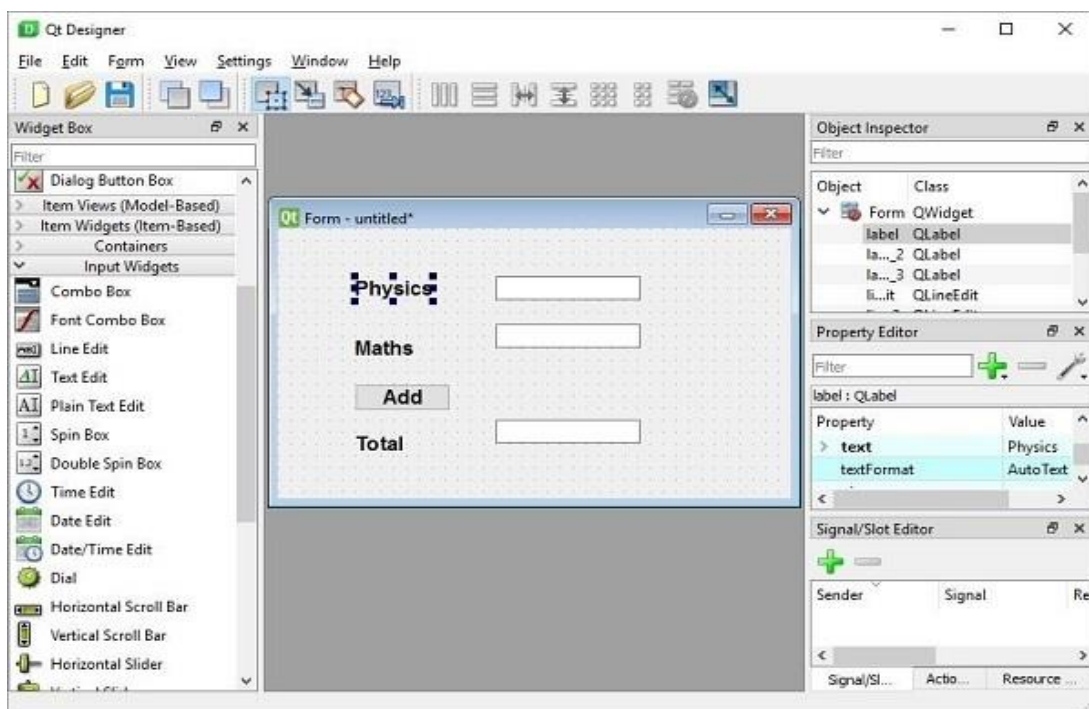 Qt Designer
File Edit Form View Settings Window Help
Widget Box
Filter
Dialog Button Box
Item Views (Model-Based)
Item Widgets (Item-Based)
Containers
Input Widgets
Combo Box
Font Combo Box
Line Edit
Text Edit
Plain Text Edit
Spin Box
Double Spin Box
Time Edit
Date Edit
Date/Time Edit
Dial
Horizontal Scroll Bar
Vertical Scroll Bar
Horizontal Slider
Form - untitled*
Physics
Maths
Add
Total
Object Inspector
Filter
Object Class
Form QWidget
label QLabel
la..._2 QLabel
la..._3 QLabel
li...it QLineEdit
Property Editor
Filter
label : QLabel
Property Value
text Physics
textFormat AutoText
Signal/Slot Editor
Sender Signal Re
Signal/Sl... Actio... Resource ...